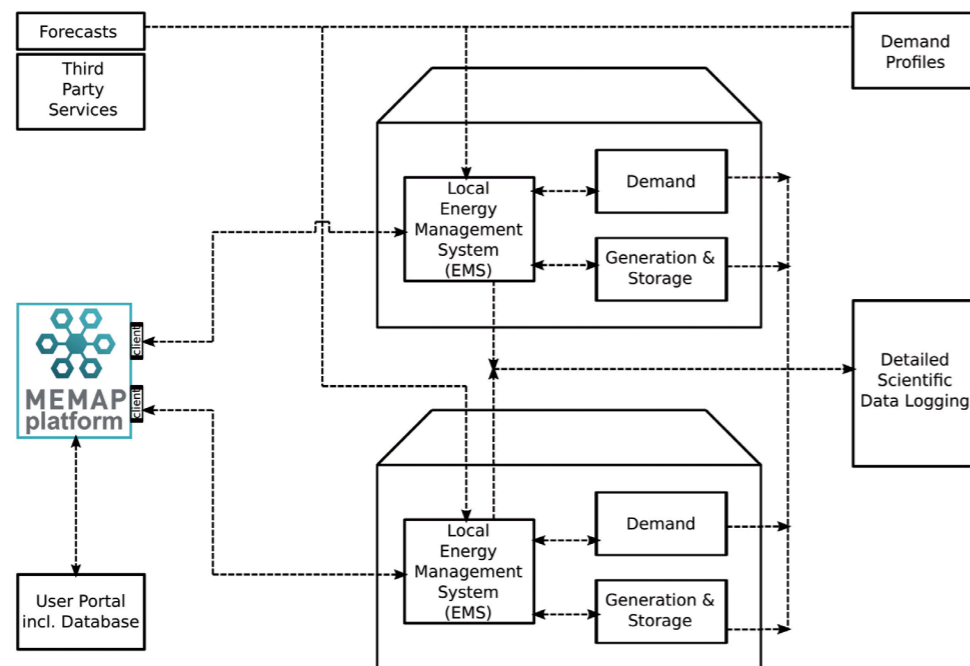 Forecasts
Third
Party
Services
Demand
Profiles
Local
Energy
Management
System
(EMS)
Demand
Generation &
Storage
client
client
MEMAP
platform
Detailed
Scientific
Data Logging
Local
Energy
Management
System
(EMS)
Demand
Generation &
Storage
User Portal
incl. Database